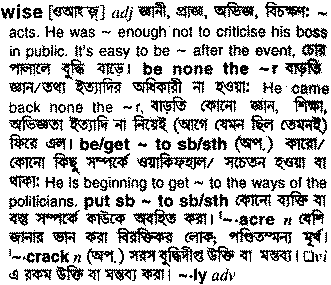 wise [ওআইজ়্] adj জ্ঞানী, প্রাজ্ঞ, অভিজ্ঞ, বিচক্ষণ: ~
acts. He was ~ enough not to criticise his boss
in public. It's easy to be ~ after the event, চোর
পালালে বুদ্ধি বাড়ে। be none the ~r বাড়তি
জ্ঞান/তথ্য ইত্যাদির অধিকারী না হওয়া: He came
back none the ~r, বাড়তি কোনো জ্ঞান, শিক্ষা,
অভিজ্ঞতা ইত্যাদি না নিয়েই (আগে যেমন ছিল তেমনই)
ফিরে এল। be/get ~ to sb/sth (অপ.) কারো/
কোনো কিছু সম্পর্কে ওয়াকিফহাল/ সচেতন হওয়া বা
থাকা: He is beginning to get ~ to the ways of the
politicians. put sb ~ to sb/sth কোনো ব্যক্তি বা
বস্তু সম্পর্কে কাউকে অবহিত করা। ~-acre n বেশি
জানার ভান করা বিরক্তিকর লোক; পণ্ডিতম্মন্য মূর্খ।
~-crack n (অপ.) সরস বুদ্ধিদীপ্ত উক্তি বা মন্তব্য। □vi
এ রকম উক্তি বা মন্তব্য করা। ~-ly adv